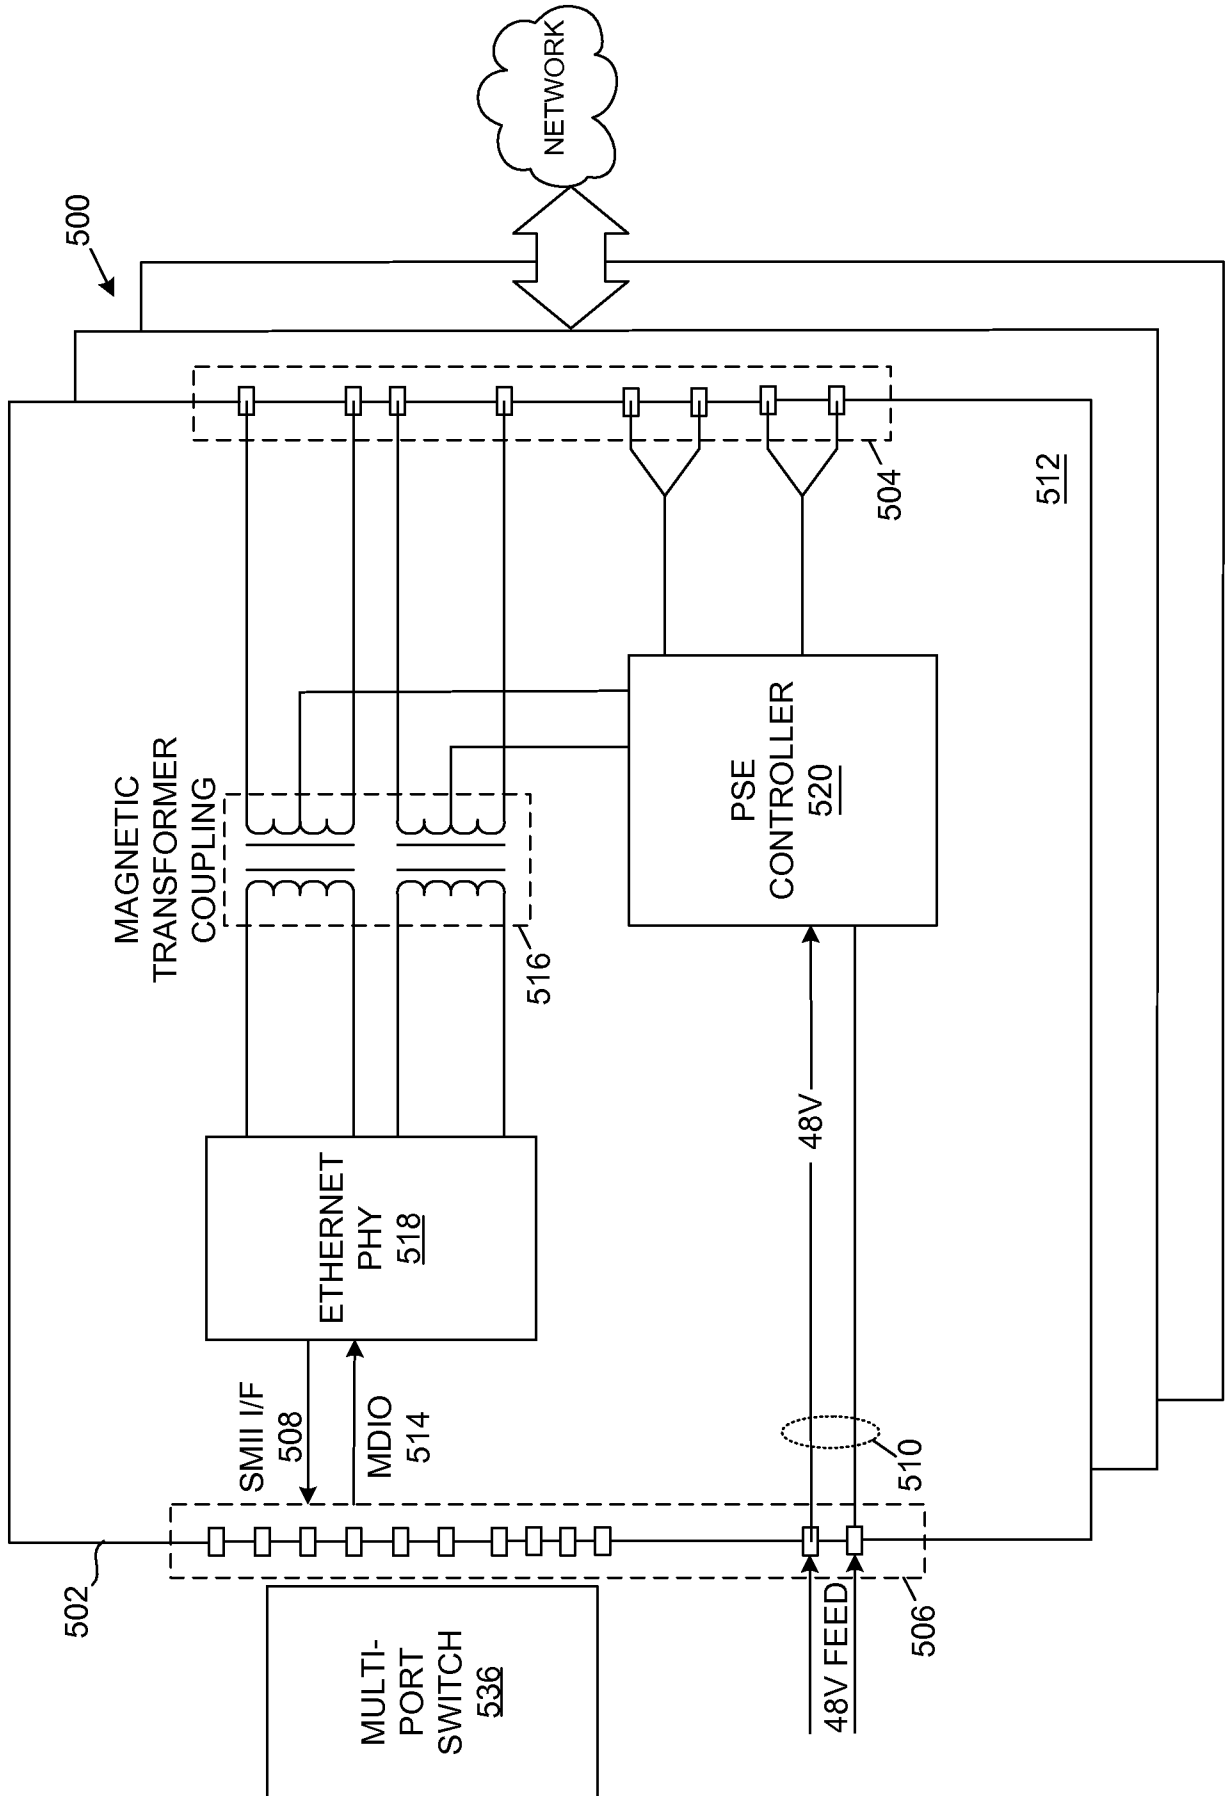 500
NETWORK
504
512
MAGNETIC
TRANSFORMER
COUPLING
516
PSE
CONTROLLER
520
ETHERNET
PHY
518
48V
SMII I/F
508
MDIO
514
510
502
506
MULTI-
PORT
SWITCH
536
48V FEED